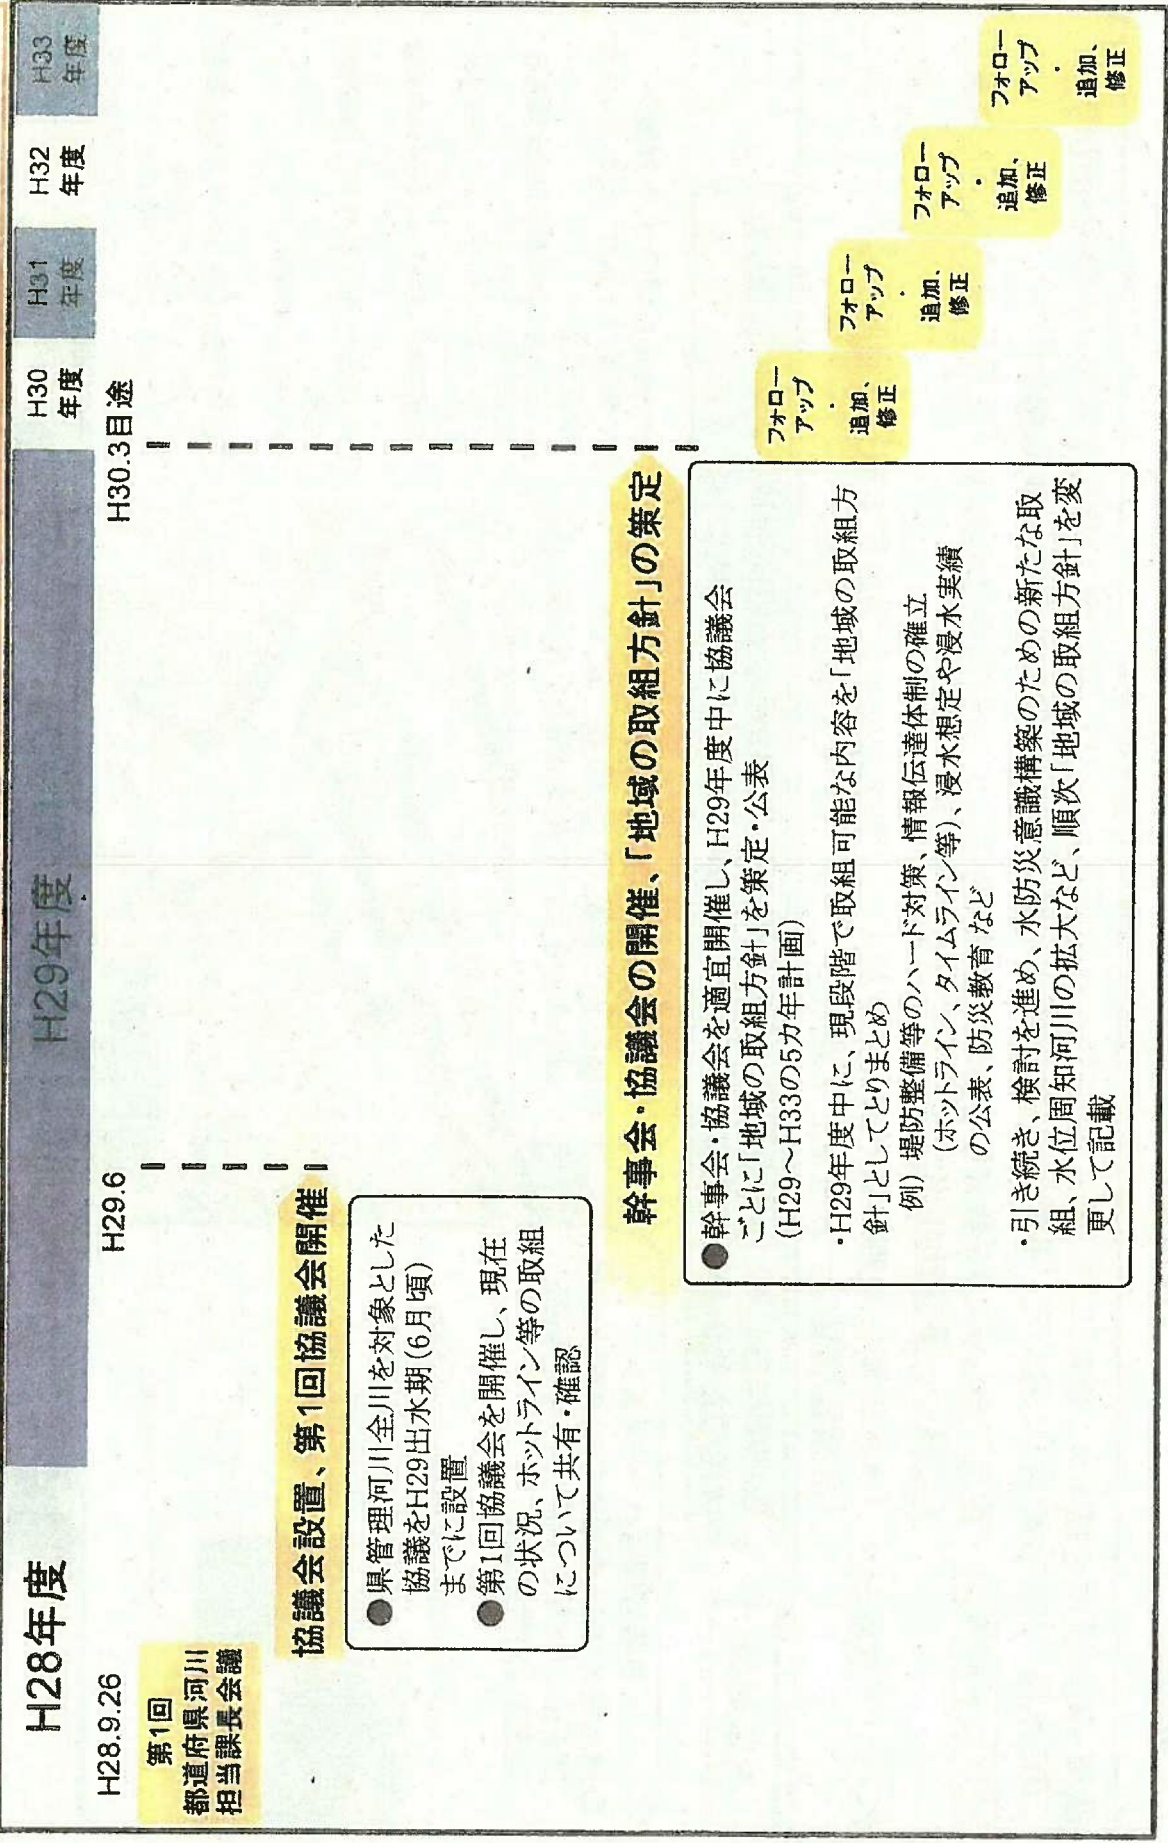 H28年度
H29年度
H30
年度
H31
年度
H32
年度
H33
年度
H28.9.26
H29.6
H30.3目途
第1回
都道府県河川
担当課長会議
協議会設置、第1回協議会開催
●県管理河川全川を対象とした
協議をH29出水期(6月頃)
までに設置
●第1回協議会を開催し、現在
の状況、ホットライン等の取組
について共有・確認
幹事会・協議会の開催、「地域の取組方針」の策定
●幹事会・協議会を適宜開催し、H29年度中に協議会
ごとに「地域の取組方針」を策定・公表
(H29～H33の5カ年計画)
・H29年度中に、現段階で取組可能な内容を「地域の取組方
針」としてとりまとめ
例）堤防整備等のハード対策、情報伝達体制の確立
(ホットライン、タイムライン等)、浸水想定や浸水実績
の公表、防災教育 など
・引き続き、検討を進め、水防災意識構築のための新たな取
組、水位周知河川の拡大など、順次「地域の取組方針」を変
更して記載
フォロー
アップ
・
追加、
修正
フォロー
アップ
・
追加、
修正
フォロー
アップ
・
追加、
修正
フォロー
アップ
・
追加、
修正